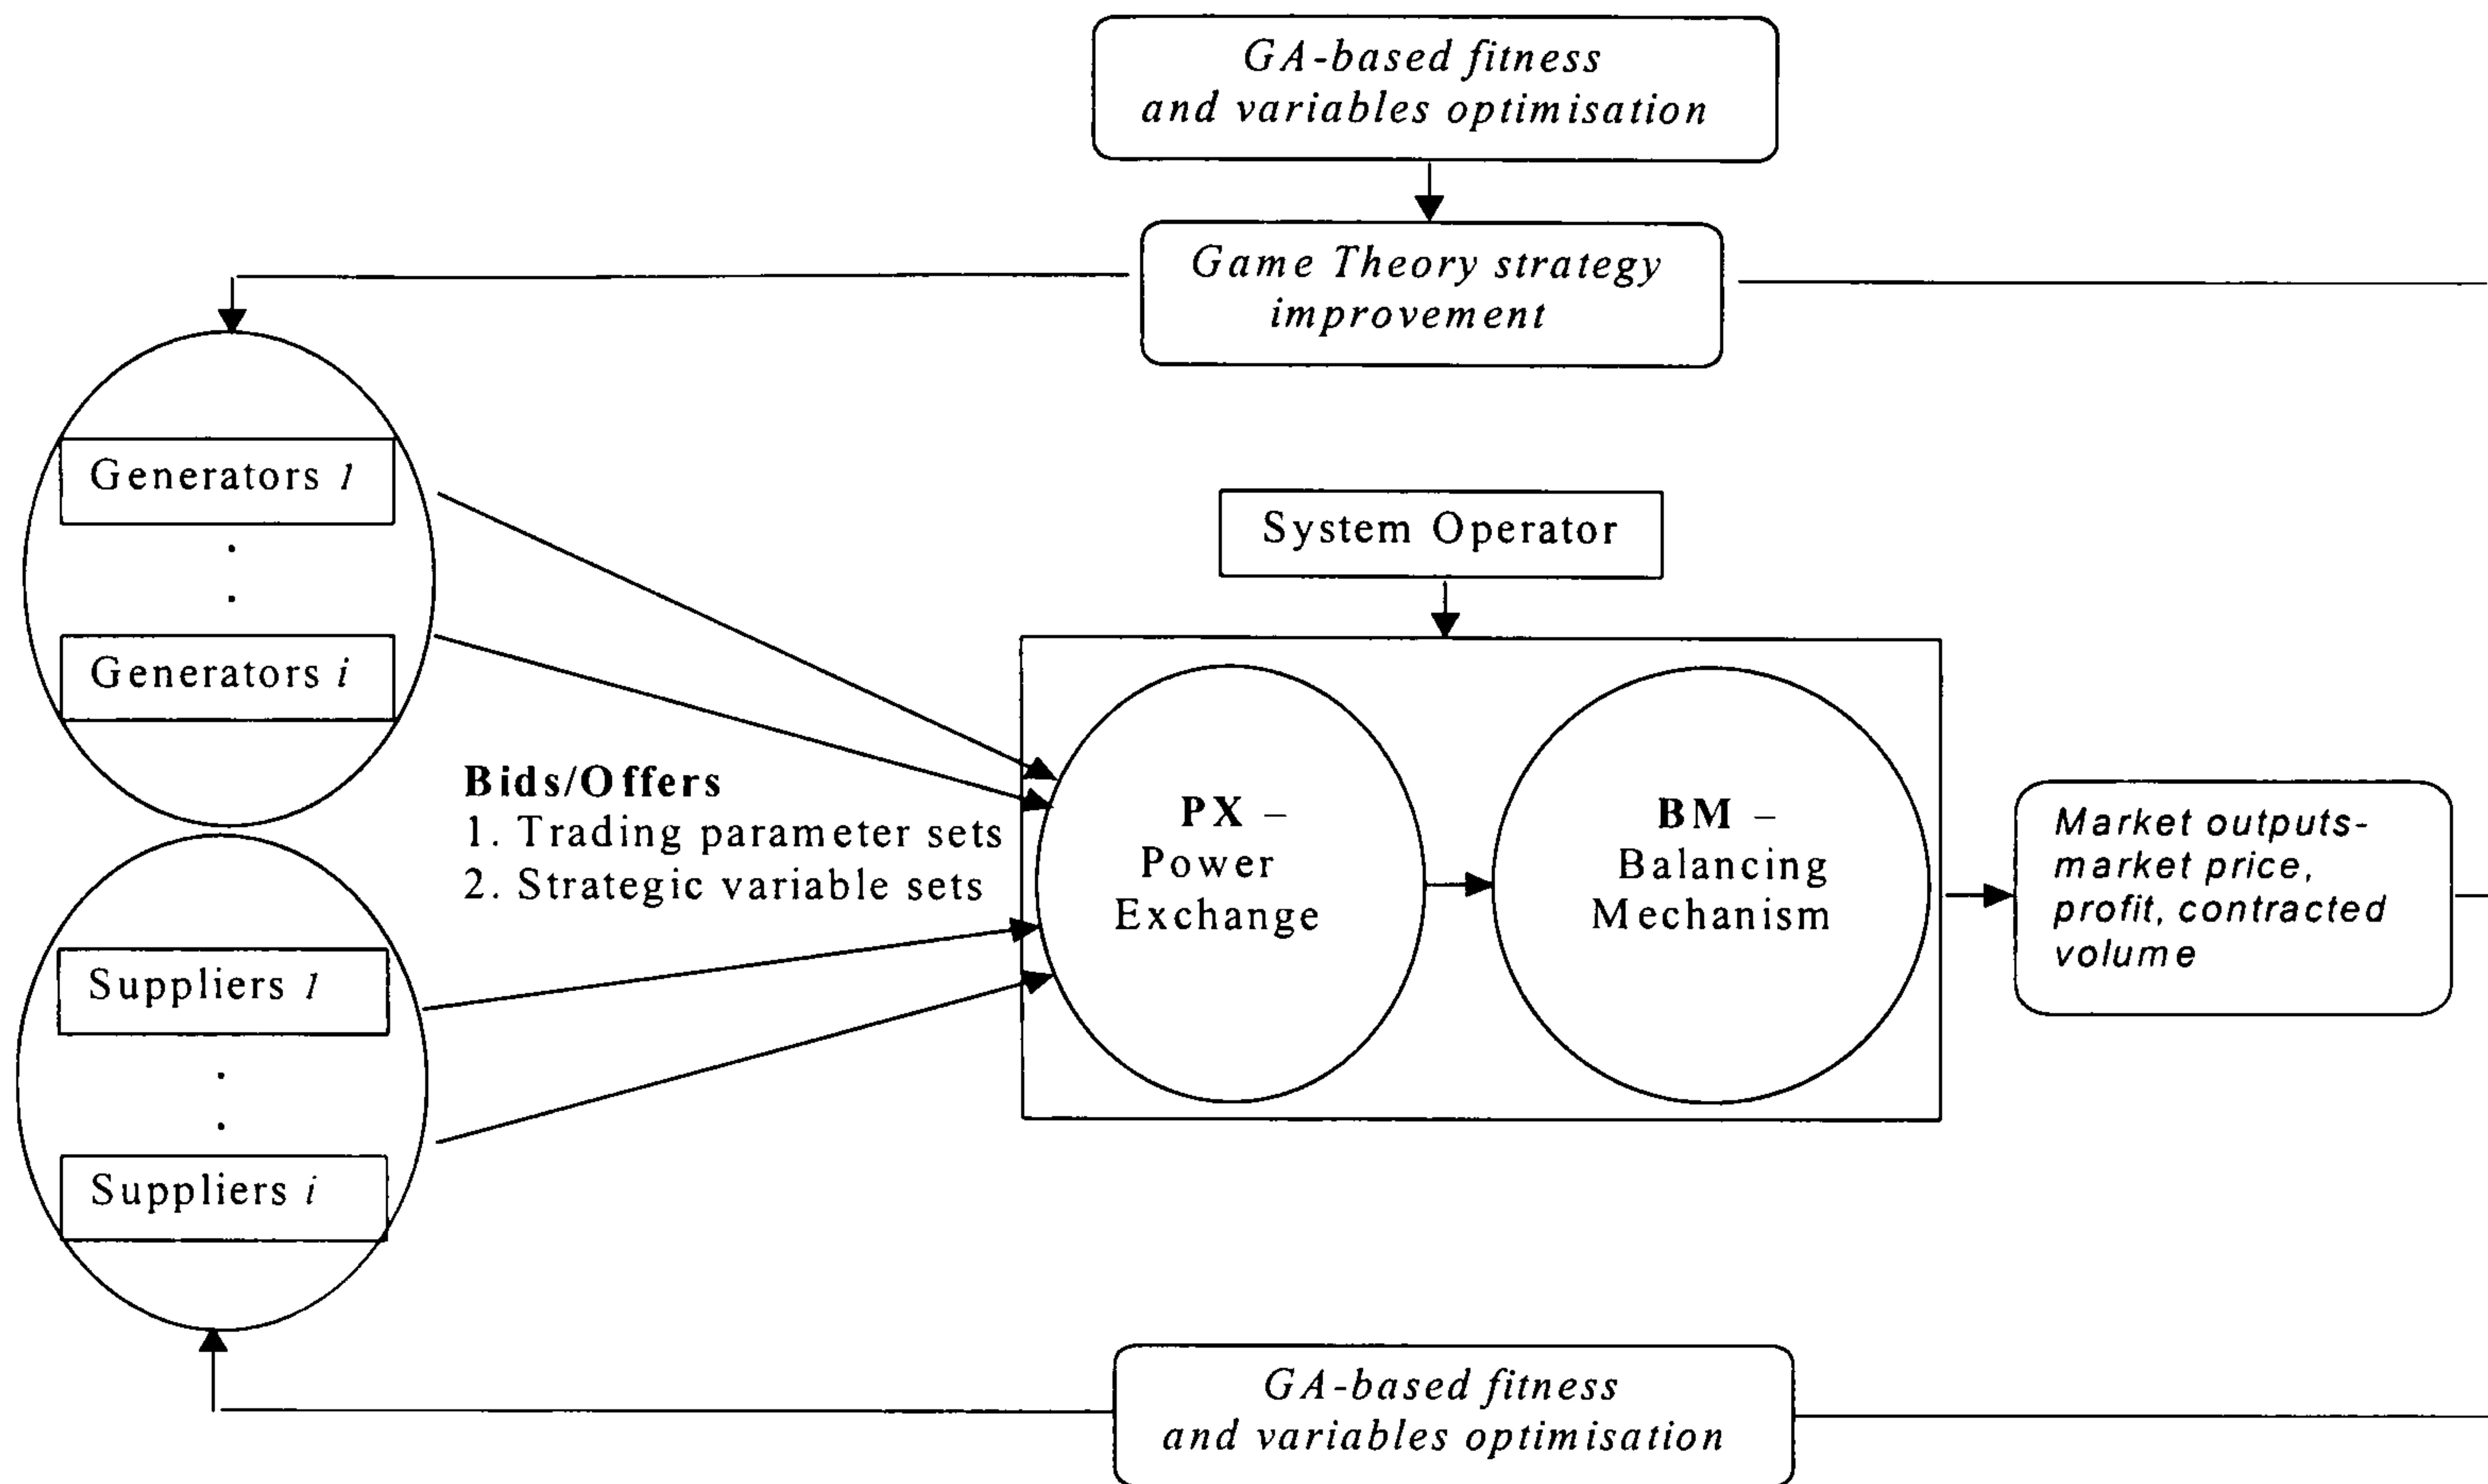 GA-based fitness
and variables optimisation
Game Theory strategy
improvement
Generators 1
Generators i
System Operator
Bids/Offers
1. Trading parameter sets
2. Strategic variable sets
PX –
Power
Exchange
BM –
Balancing
Mechanism
Market outputs-
market price,
profit, contracted
volume
Suppliers 1
Suppliers i
GA-based fitness
and variables optimisation